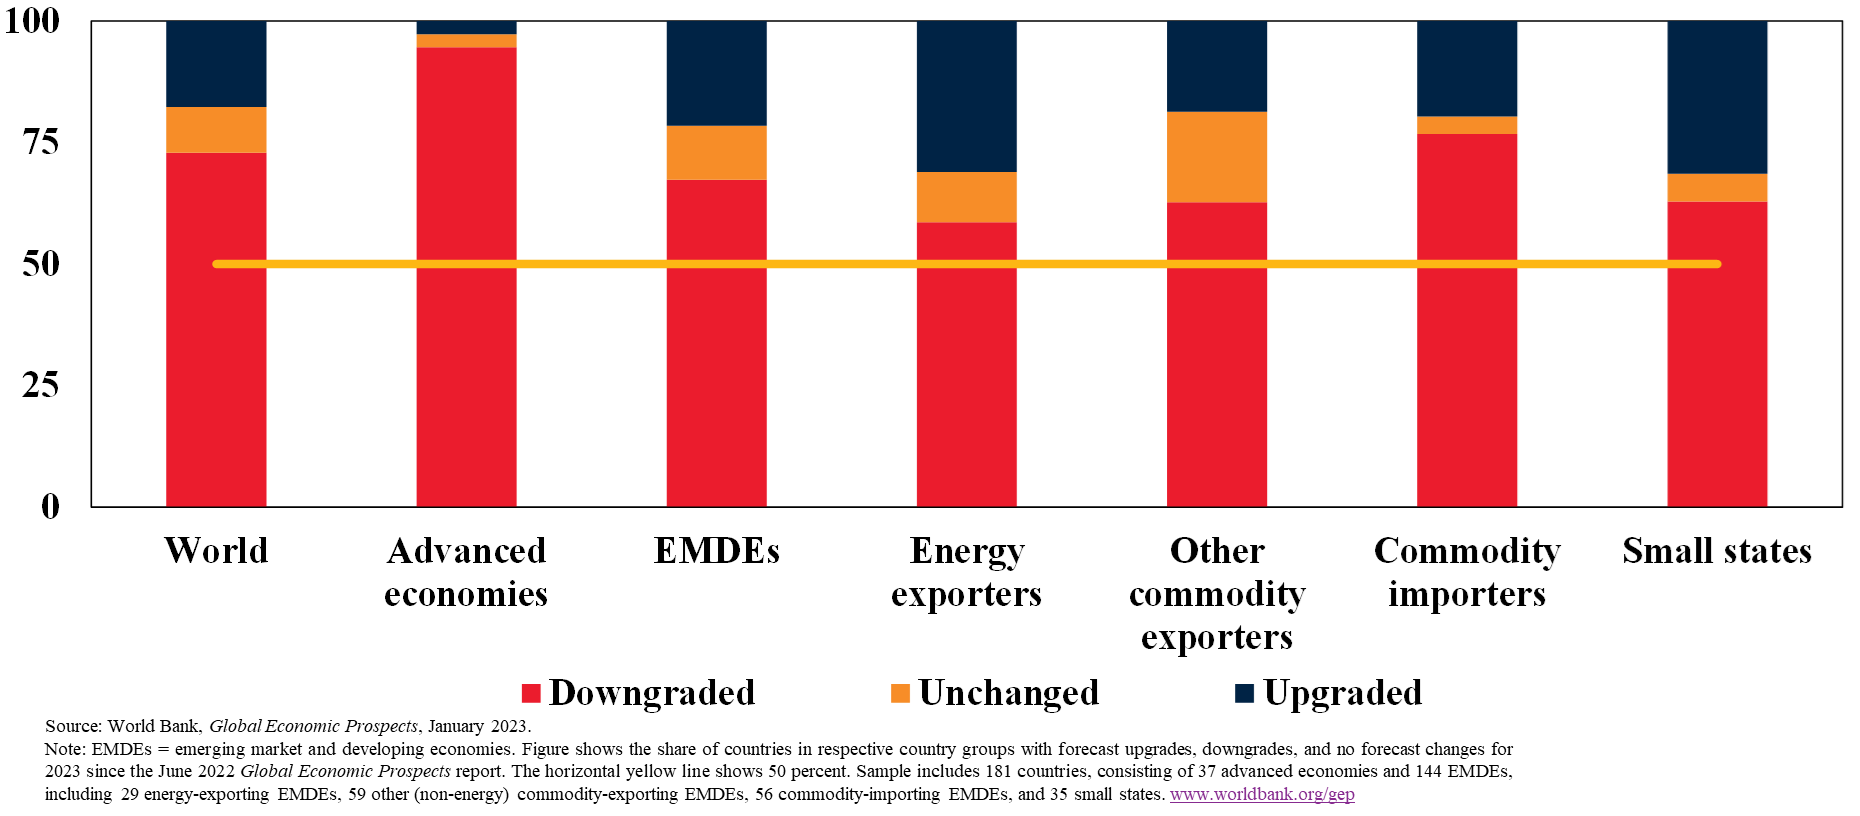 100
75
50
25
0
World
Advanced
economies
EMDEs
Energy
exporters
Other
commodity
exporters
Commodity
importers
Small states
Downgraded
Unchanged
Upgraded
Source: World Bank, Global Economic Prospects, January 2023.
Note: EMDEs = emerging market and developing economies. Figure shows the share of countries in respective country groups with forecast upgrades, downgrades, and no forecast changes for
2023 since the June 2022 Global Economic Prospects report. The horizontal yellow line shows 50 percent. Sample includes 181 countries, consisting of 37 advanced economies and 144 EMDEs,
including 29 energy-exporting EMDEs, 59 other (non-energy) commodity-exporting EMDEs, 56 commodity-importing EMDEs, and 35 small states. www.worldbank.org/gep